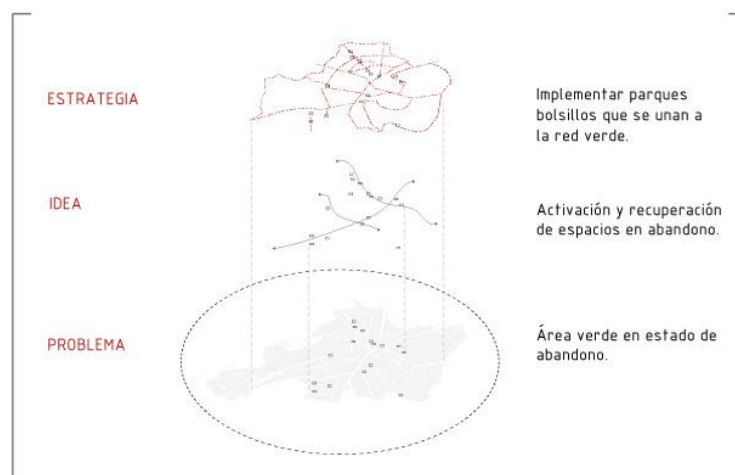 ESTRATEGIA
Implementar parques
bolsillos que se unan a
la red verde.
IDEA
Activación y recuperación
de espacios en abandono.
PROBLEMA
Área verde en estado de
abandono.